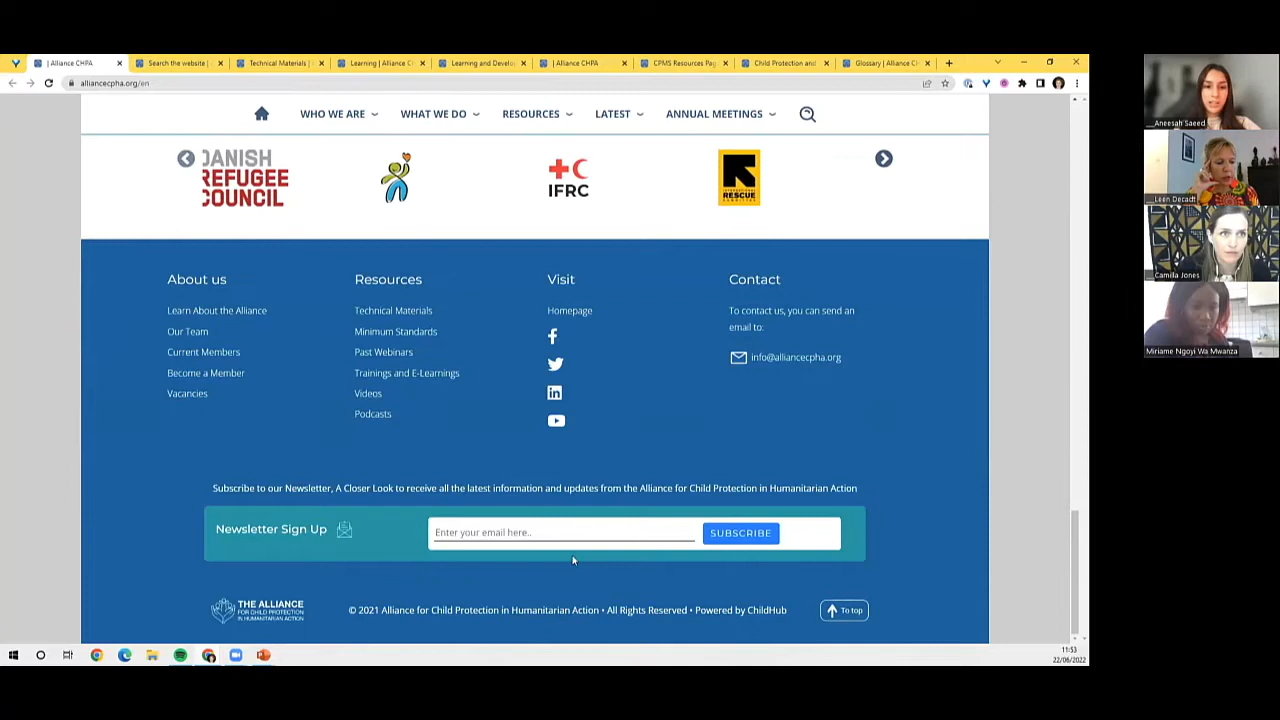 | Alliance CHPA
Search the website |
Technical Materials |
Learning | Alliance C
Learning and Develo
| Alliance CHPA
CPMS Resources Pag
Child Protection and
Glossary | Alliance C
alliancecpha.org/en
WHO WE ARE
WHAT WE DO
RESOURCES
LATEST
ANNUAL MEETINGS
DANISH
REFUGEE
COUNCIL
IFRC
INTERNATIONAL
RESCUE
COMMITTEE
About us
Learn About the Alliance
Our Team
Current Members
Become a Member
Vacancies
Resources
Technical Materials
Minimum Standards
Past Webinars
Trainings and E-Learnings
Videos
Podcasts
Visit
Homepage
Contact
To contact us, you can send an
email to:
info@alliancecpha.org
Subscribe to our Newsletter, A Closer Look to receive all the latest information and updates from the Alliance for Child Protection in Humanitarian Action
Newsletter Sign Up
Enter your email here..
SUBSCRIBE
THE ALLIANCE
FOR CHILD PROTECTION
IN HUMANITARIAN ACTION
© 2021 Alliance for Child Protection in Humanitarian Action • All Rights Reserved • Powered by ChildHub
To top
11:53
22/06/2022
__Aneesah Saeed
__Leen Decadt
__Camilla Jones
Miriame Ngoyi Wa Mwanza